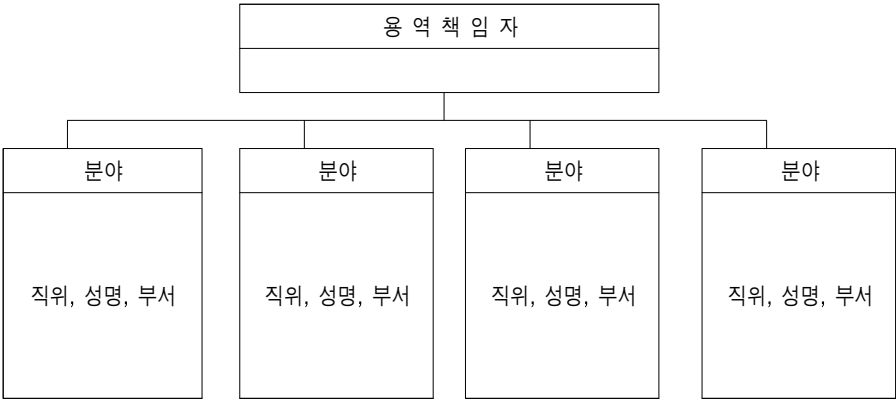 용 역 책 임 자
분야
분야
분야
분야
직위, 성명, 부서
직위, 성명, 부서
직위, 성명, 부서
직위, 성명, 부서